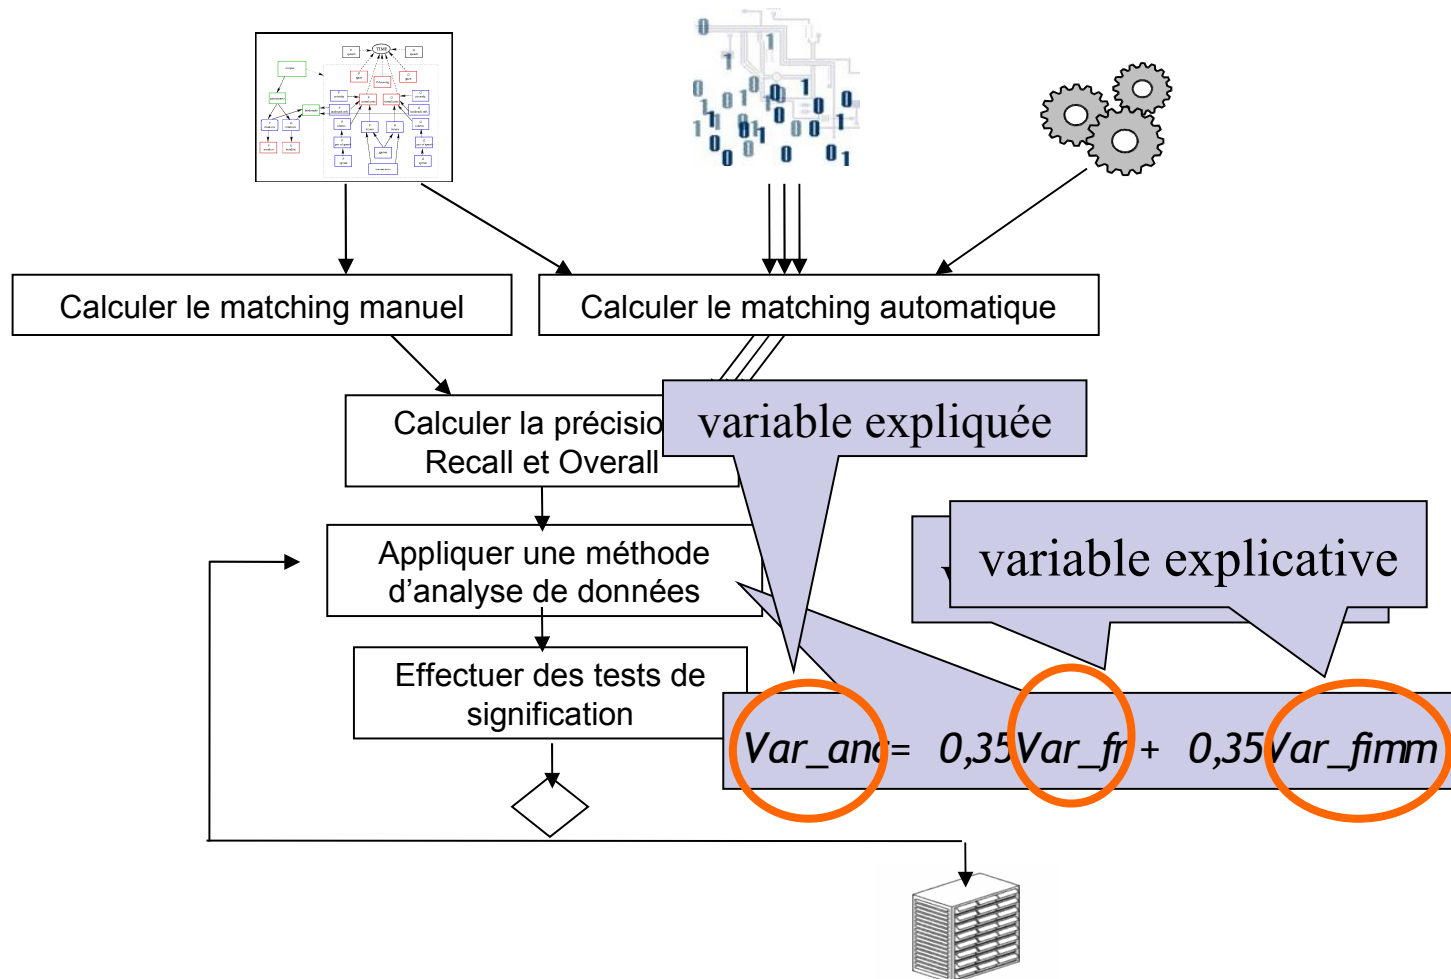 TIME
Calculer le matching manuel
Calculer le matching automatique
Calculer la précisio
Recall et Overall
variable expliquée
variable explicative
Appliquer une méthode
d'analyse de données
Effectuer des tests de
signification
Var_anc= 0,35Var_fr + 0,35Var_fimm